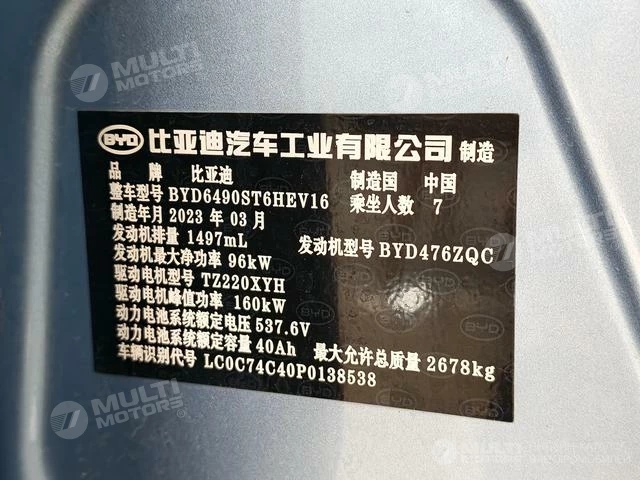 BYD 比亚迪汽车工业有限公司 制造
品 牌 比亚迪 制造国 中国
整车型号 BYD6490ST6HEV16 乘坐人数 7
制造年月 2023 年 03 月
发动机排量 1497mL 发动机型号 BYD476ZQC
发动机最大净功率 96kW
驱动电机型号 TZ220XYH
驱动电机峰值功率 160kW
动力电池系统额定电压 537.6V
动力电池系统额定容量 40Ah 最大允许总质量 2678kg
车辆识别代号 LC0C74C40P0138538
MULTI MOTORS
MULTI MOTORS
MULTI MOTORS
MULTI MOTORS
MULTI MOTORS